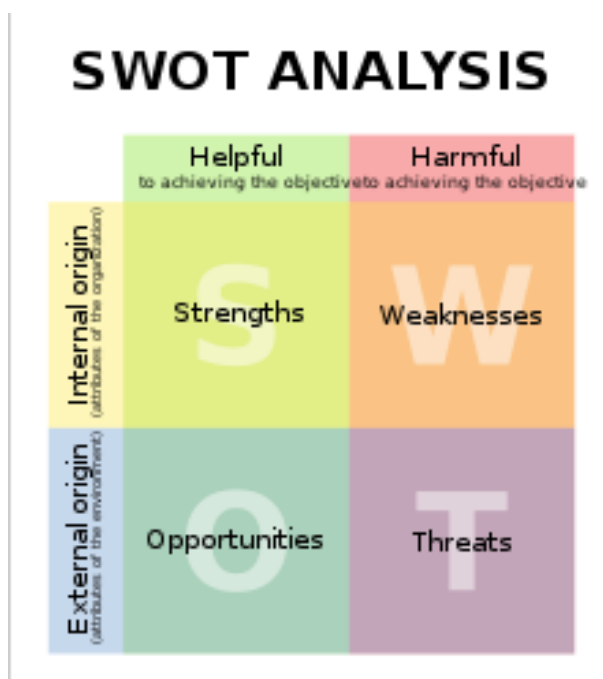 SWOT ANALYSIS
Helpful
to achieving the objective
Harmful
to achieving the objective
Internal origin
(attributes of the organization)
S
Strengths
W
Weaknesses
External origin
(attributes of the environment)
O
Opportunities
T
Threats